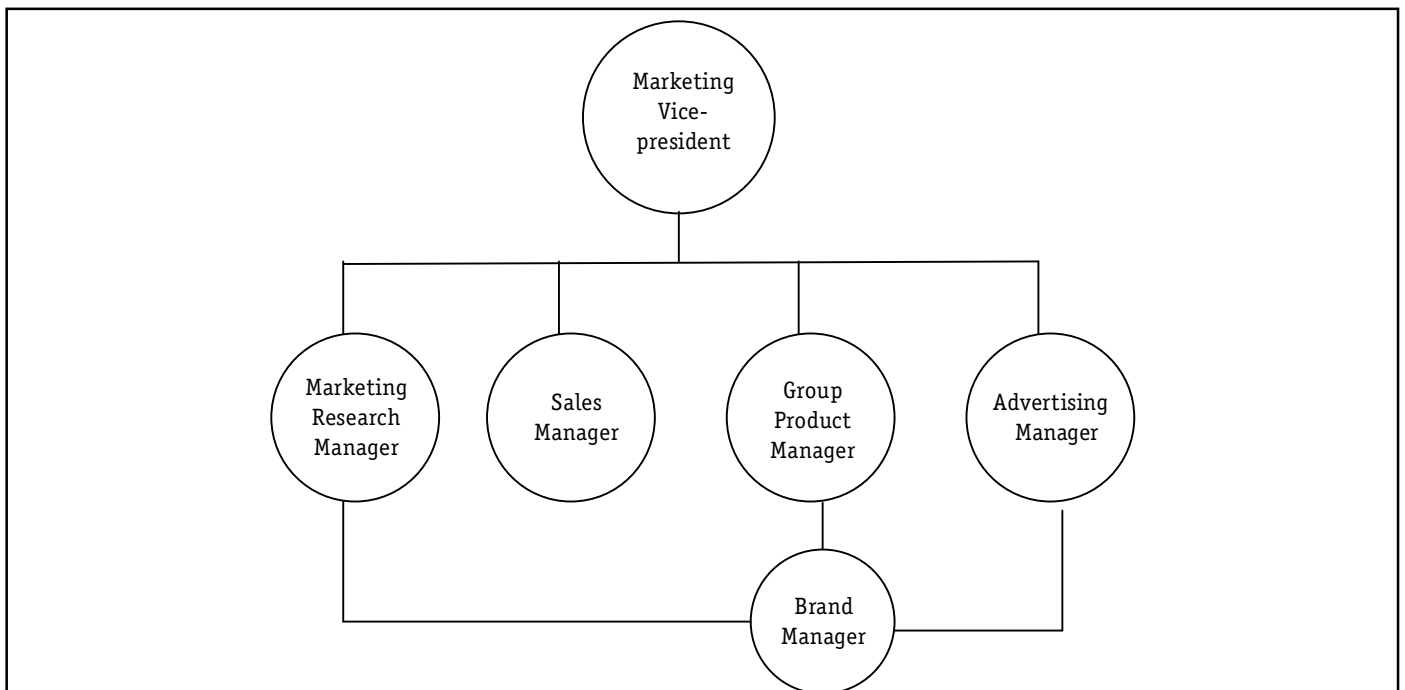 Marketing
Vice-
president
Marketing
Research
Manager
Sales
Manager
Group
Product
Manager
Advertising
Manager
Brand
Manager